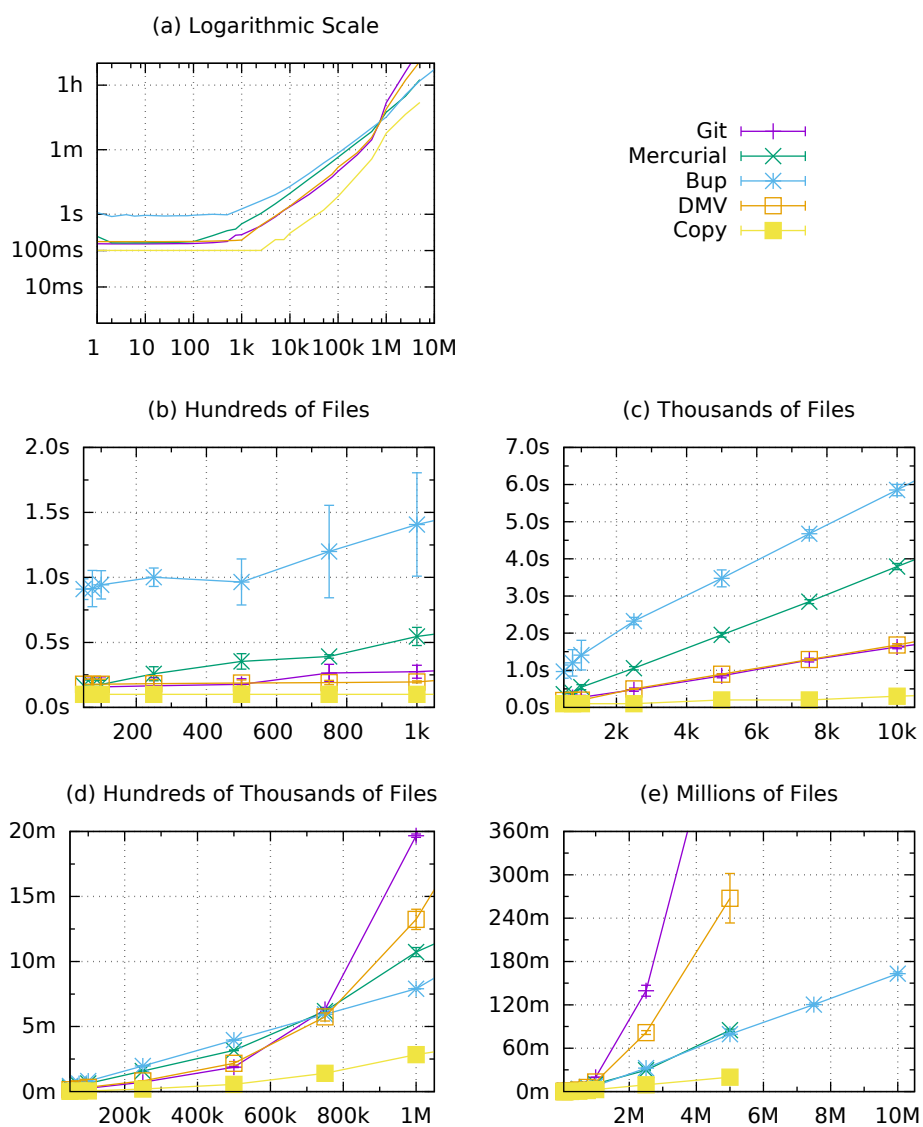 (a) Logarithmic Scale
1h
1m
1s
100ms
10ms
1 10 100 1k 10k 100k 1M 10M
Git
Mercurial
Bup
DMV
Copy
(b) Hundreds of Files
2.0s
1.5s
1.0s
0.5s
0.0s
200 400 600 800 1k
(c) Thousands of Files
7.0s
6.0s
5.0s
4.0s
3.0s
2.0s
1.0s
0.0s
2k 4k 6k 8k 10k
(d) Hundreds of Thousands of Files
20m
15m
10m
5m
0m
200k 400k 600k 800k 1M
(e) Millions of Files
360m
300m
240m
180m
120m
60m
0m
2M 4M 6M 8M 10M